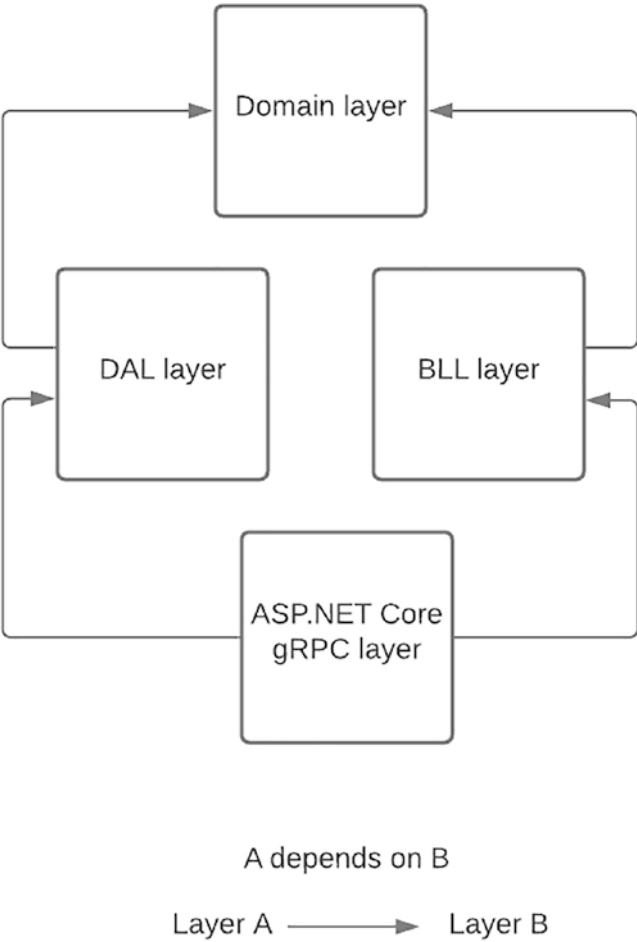 Domain layer
DAL layer
BLL layer
ASP.NET Core
gRPC layer
A depends on B
Layer A
Layer B